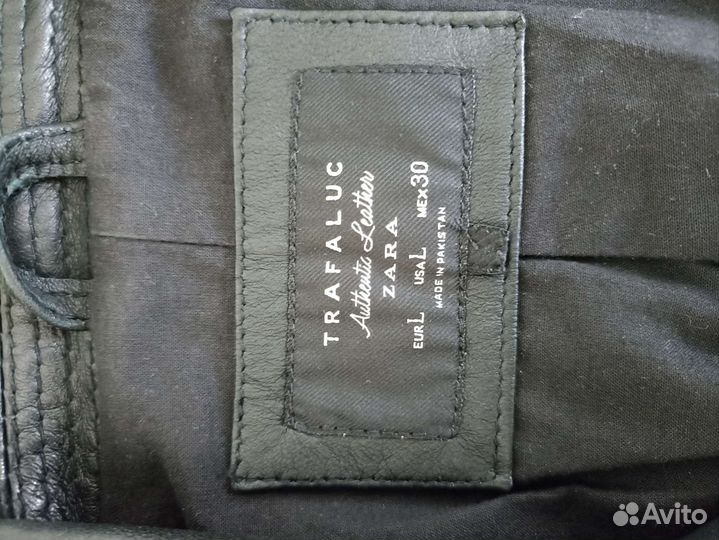 TRAFALUC
Authentic Leather
ZARA
EUR L USA L MEX 30
MADE IN PAKISTAN
Avito